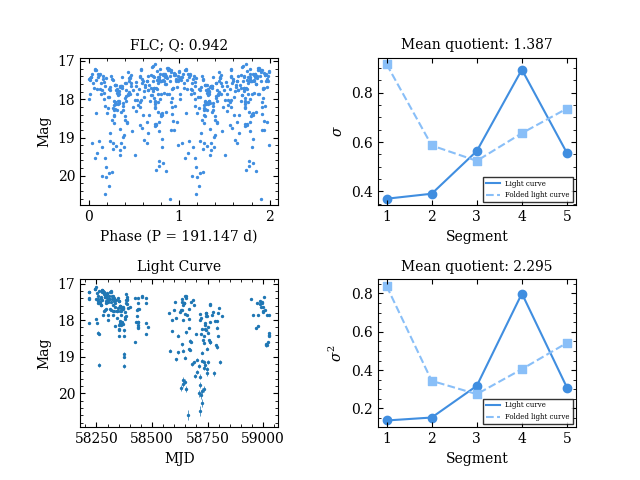 FLC; Q: 0.942
Mag
17
18
19
20
0
1
2
Phase (P = 191.147 d)
Mean quotient: 1.387
σ
0.8
0.6
0.4
Light curve
Folded light curve
1
2
3
4
5
Segment
Light Curve
Mag
17
18
19
20
58250
58500
58750
59000
MJD
Mean quotient: 2.295
σ²
0.8
0.6
0.4
0.2
Light curve
Folded light curve
1
2
3
4
5
Segment